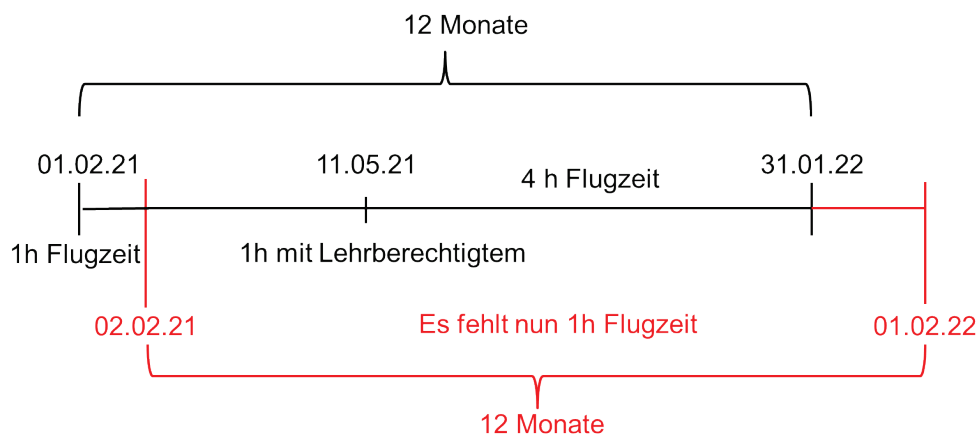 12 Monate
01.02.21
11.05.21
4 h Flugzeit
31.01.22
1h Flugzeit
1h mit Lehrberechtigtem
02.02.21
Es fehlt nun 1h Flugzeit
01.02.22
12 Monate